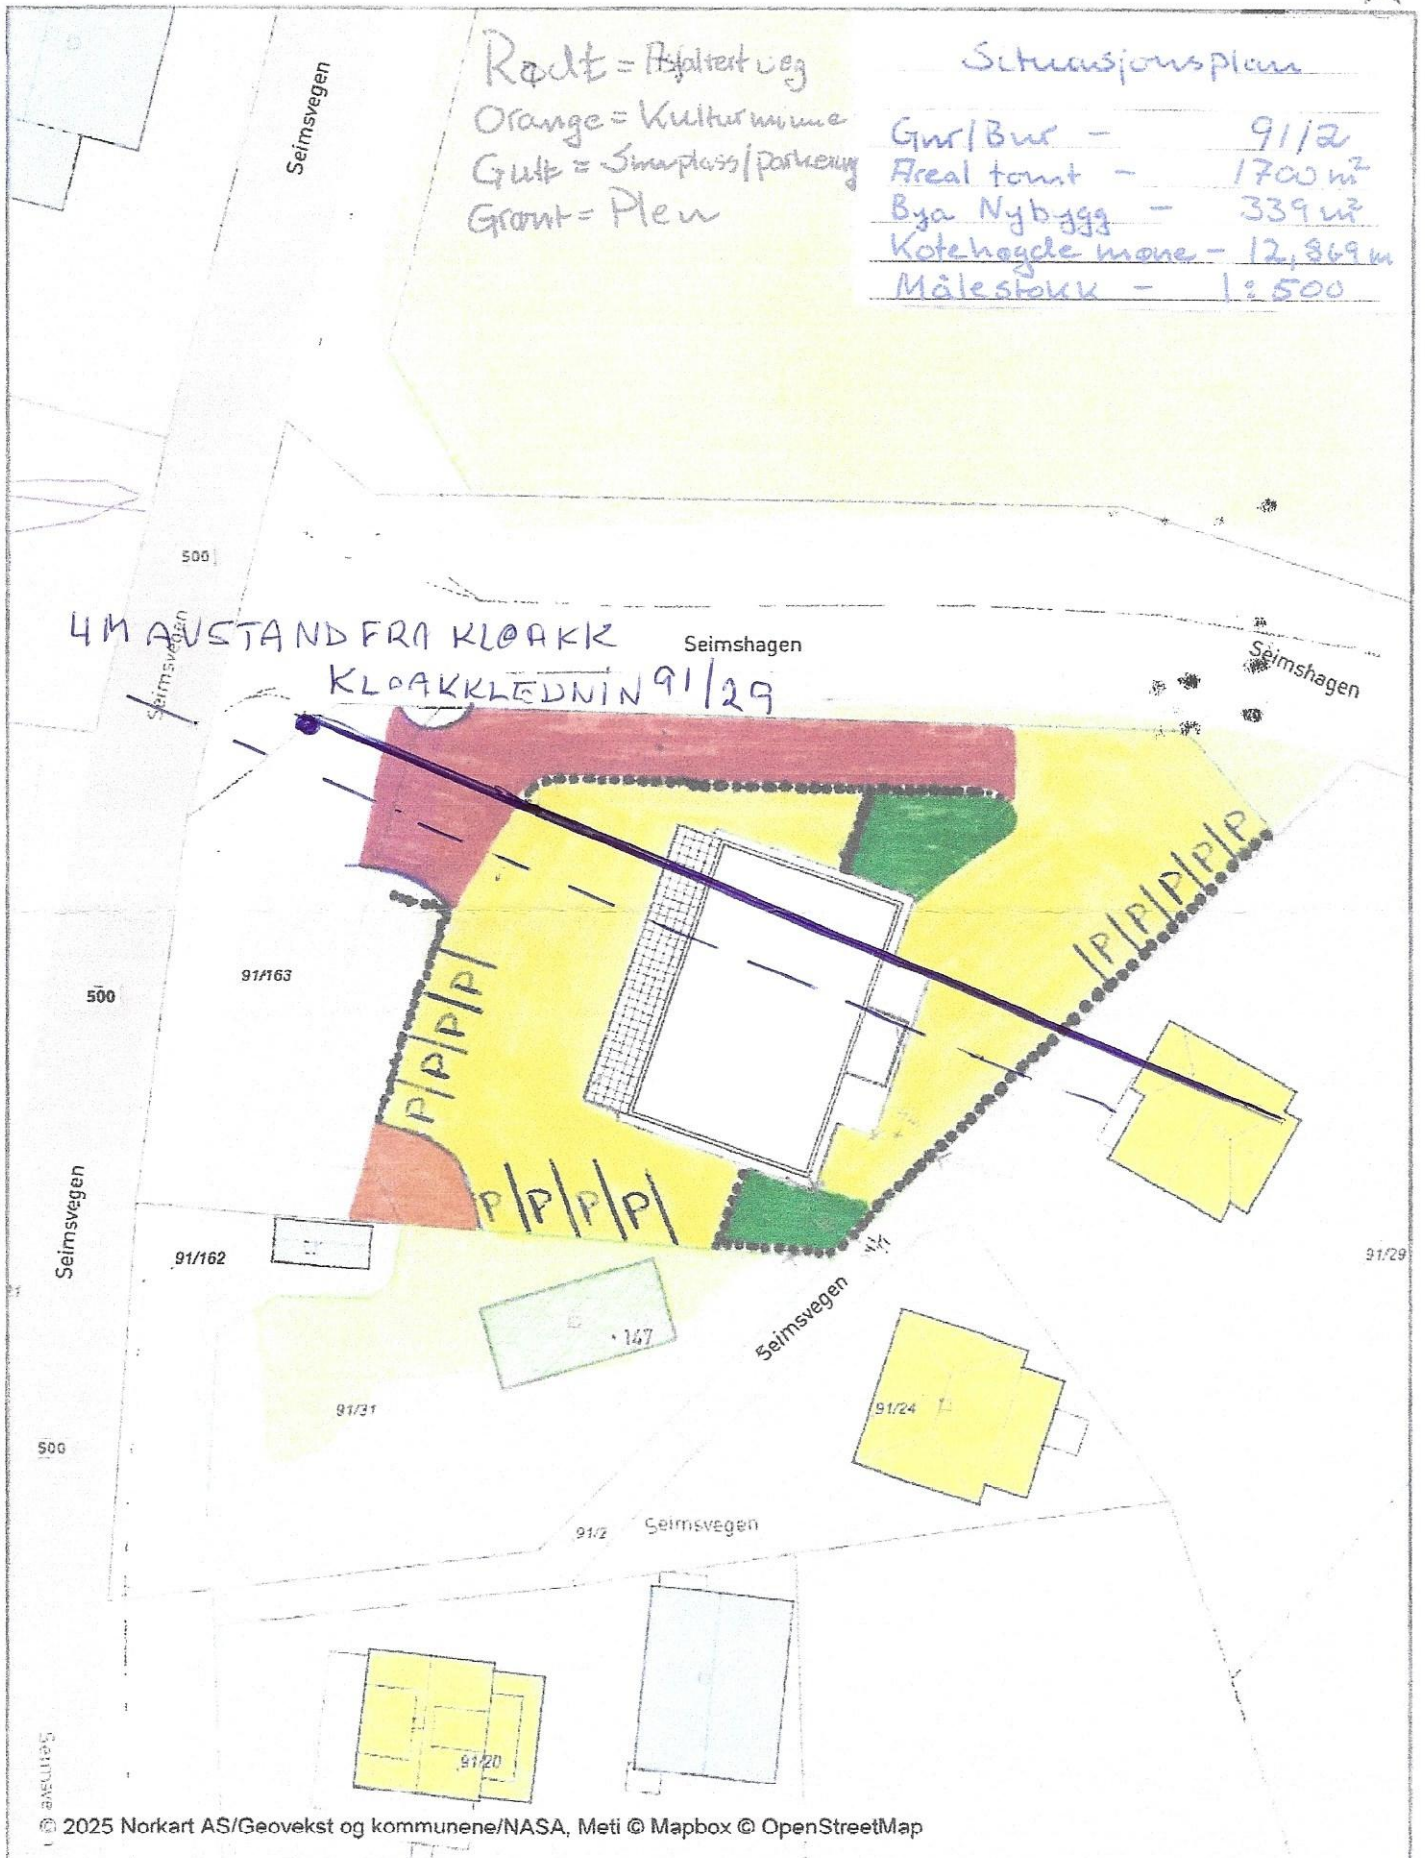 Rødt = Asfaltert veg
Orange = Kulturminne
Gult = Snuplass/parkering
Grønt = Plen
Situasjonsplan
Gnr/Bnr - 91/2
Areal tomt - 1700 m²
Bya Nybygg - 339 m²
Kotehøgde møne - 12,869 m
Målestokk - 1:500
Seimsvegen
500
4M AVSTAND FRA KLOAKK
Seimsvegen
Seimshagen
Seimshagen
KLOAKKLEDNIN 91/29
P P P P P
91/163
500
P P P P
P P P P
Seimsvegen
91/162
91/29
Seimsvegen
147
91/31
91/24
500
91/2
Seimsvegen
91/20
Seimsve
© 2025 Norkart AS/Geovekst og kommunene/NASA, Meti © Mapbox © OpenStreetMap